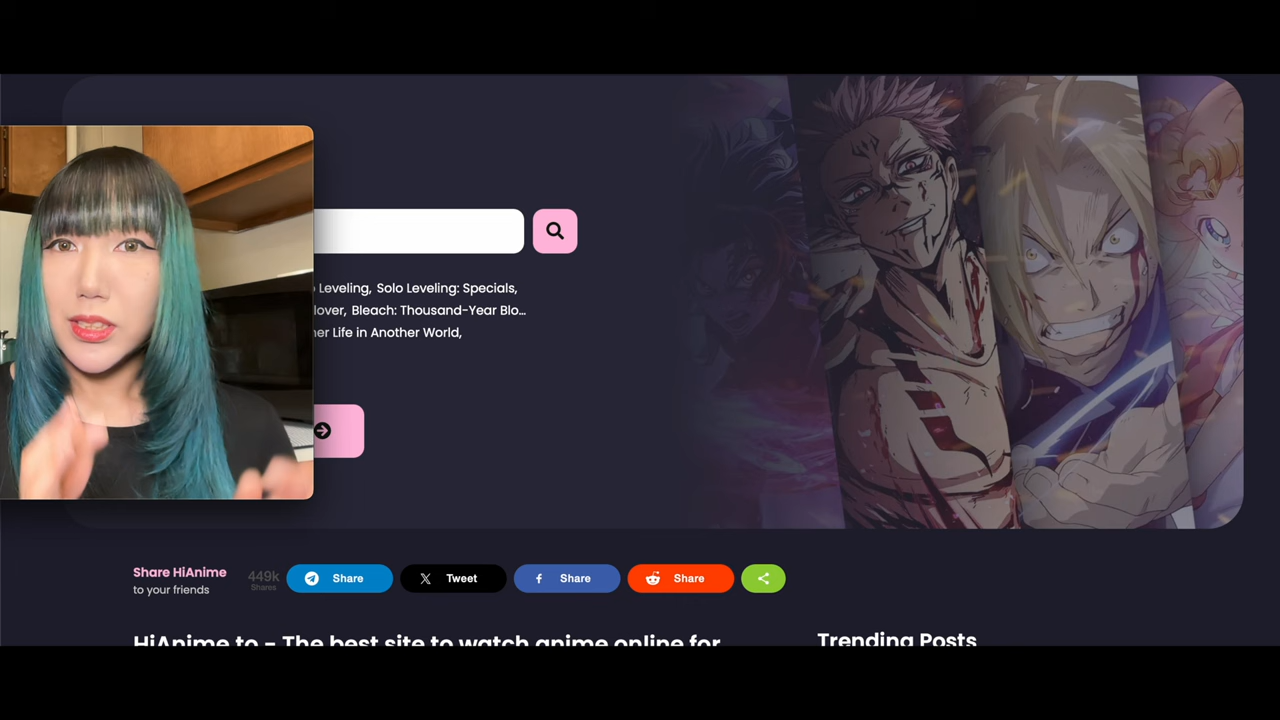 Leveling, Solo Leveling: Specials,
lover, Bleach: Thousand-Year Blo...
ner Life in Another World,
Share HiAnime
to your friends
449k
Shares
Share
Tweet
Share
Share
HiAnime.to - The best site to watch anime online for
Trending Posts